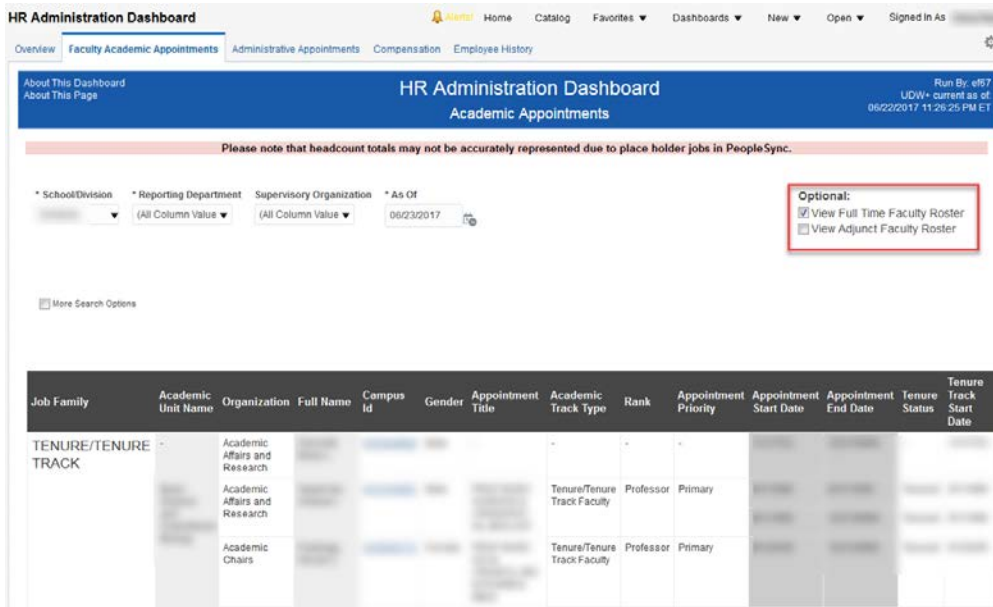 HR Administration Dashboard
Alerts! Home Catalog Favorites Dashboards New Open Signed In As
Overview Faculty Academic Appointments Administrative Appointments Compensation Employee History
About This Dashboard
About This Page
HR Administration Dashboard
Academic Appointments
Run By: ef67
UDW+ current as of:
06/22/2017 11:26:25 PM ET
Please note that headcount totals may not be accurately represented due to place holder jobs in PeopleSync.
* School/Division * Reporting Department Supervisory Organization * As Of
(All Column Value (All Column Value 06/23/2017
Optional:
View Full Time Faculty Roster
View Adjunct Faculty Roster
More Search Options
Job Family Academic Unit Name Organization Full Name Campus Id Gender Appointment Title Academic Track Type Rank Appointment Priority Appointment Start Date Appointment End Date Tenure Status Tenure Track Start Date
TENURE/TENURE TRACK - Academic Affairs and Research - - - -
Academic Affairs and Research Tenure/Tenure Track Faculty Professor Primary
Academic Chairs Tenure/Tenure Track Faculty Professor Primary